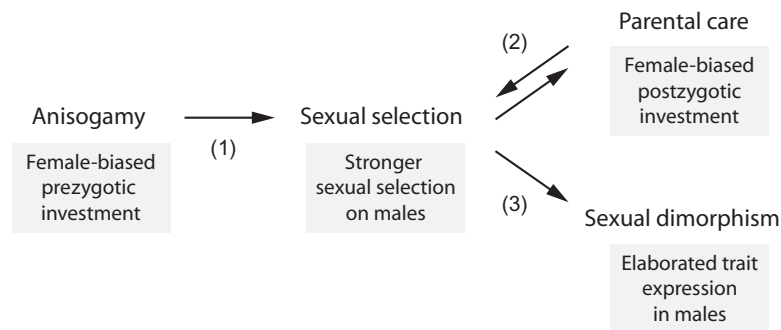 Anisogamy
Female-biased
prezygotic
investment
(1)
Sexual selection
Stronger
sexual selection
on males
(2)
Parental care
Female-biased
postzygotic
investment
(3)
Sexual dimorphism
Elaborated trait
expression
in males